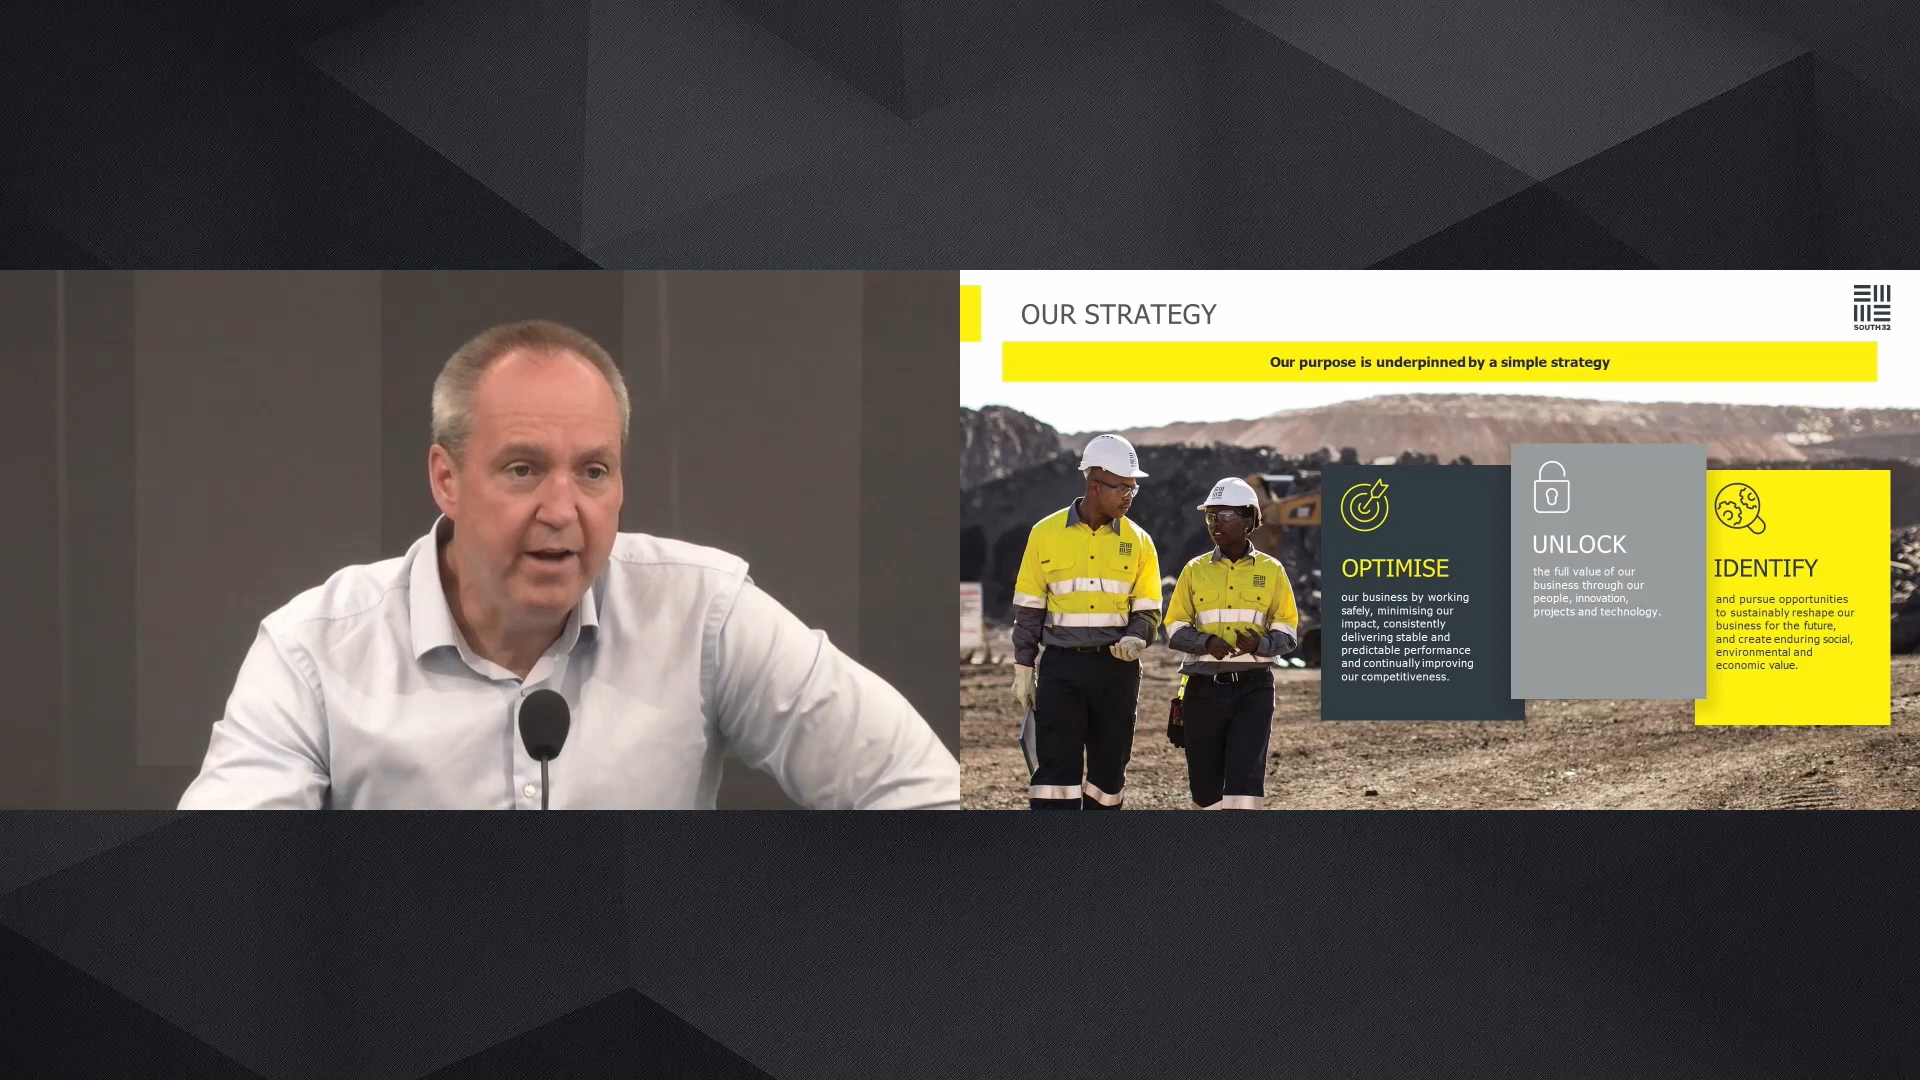 OUR STRATEGY
SOUTH32
Our purpose is underpinned by a simple strategy
OPTIMISE
our business by working
safely, minimising our
impact, consistently
delivering stable and
predictable performance
and continually improving
our competitiveness.
UNLOCK
the full value of our
business through our
people, innovation,
projects and technology.
IDENTIFY
and pursue opportunities
to sustainably reshape our
business for the future,
and create enduring social,
environmental and
economic value.